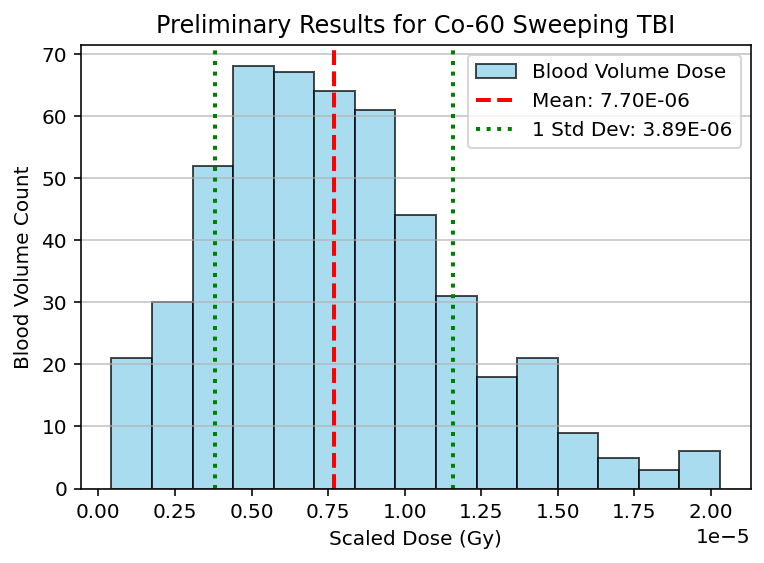 Preliminary Results for Co-60 Sweeping TBI
Blood Volume Dose
Mean: 7.70E-06
1 Std Dev: 3.89E-06
Blood Volume Count
70
60
50
40
30
20
10
0
0.00 0.25 0.50 0.75 1.00 1.25 1.50 1.75 2.00
1e−5
Scaled Dose (Gy)